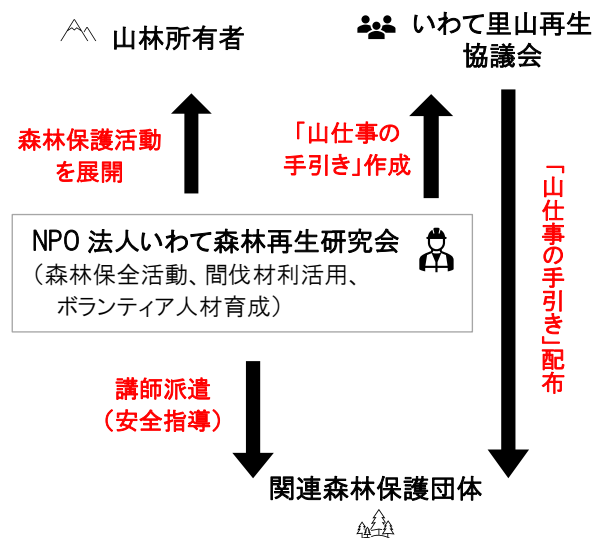 山林所有者
いわて里山再生
協議会
森林保護活動
を展開
「山仕事の
手引き」作成
「山仕事の手引き」配布
NPO 法人いわて森林再生研究会
（森林保全活動、間伐材利活用、
ボランティア人材育成）
講師派遣
（安全指導）
関連森林保護団体